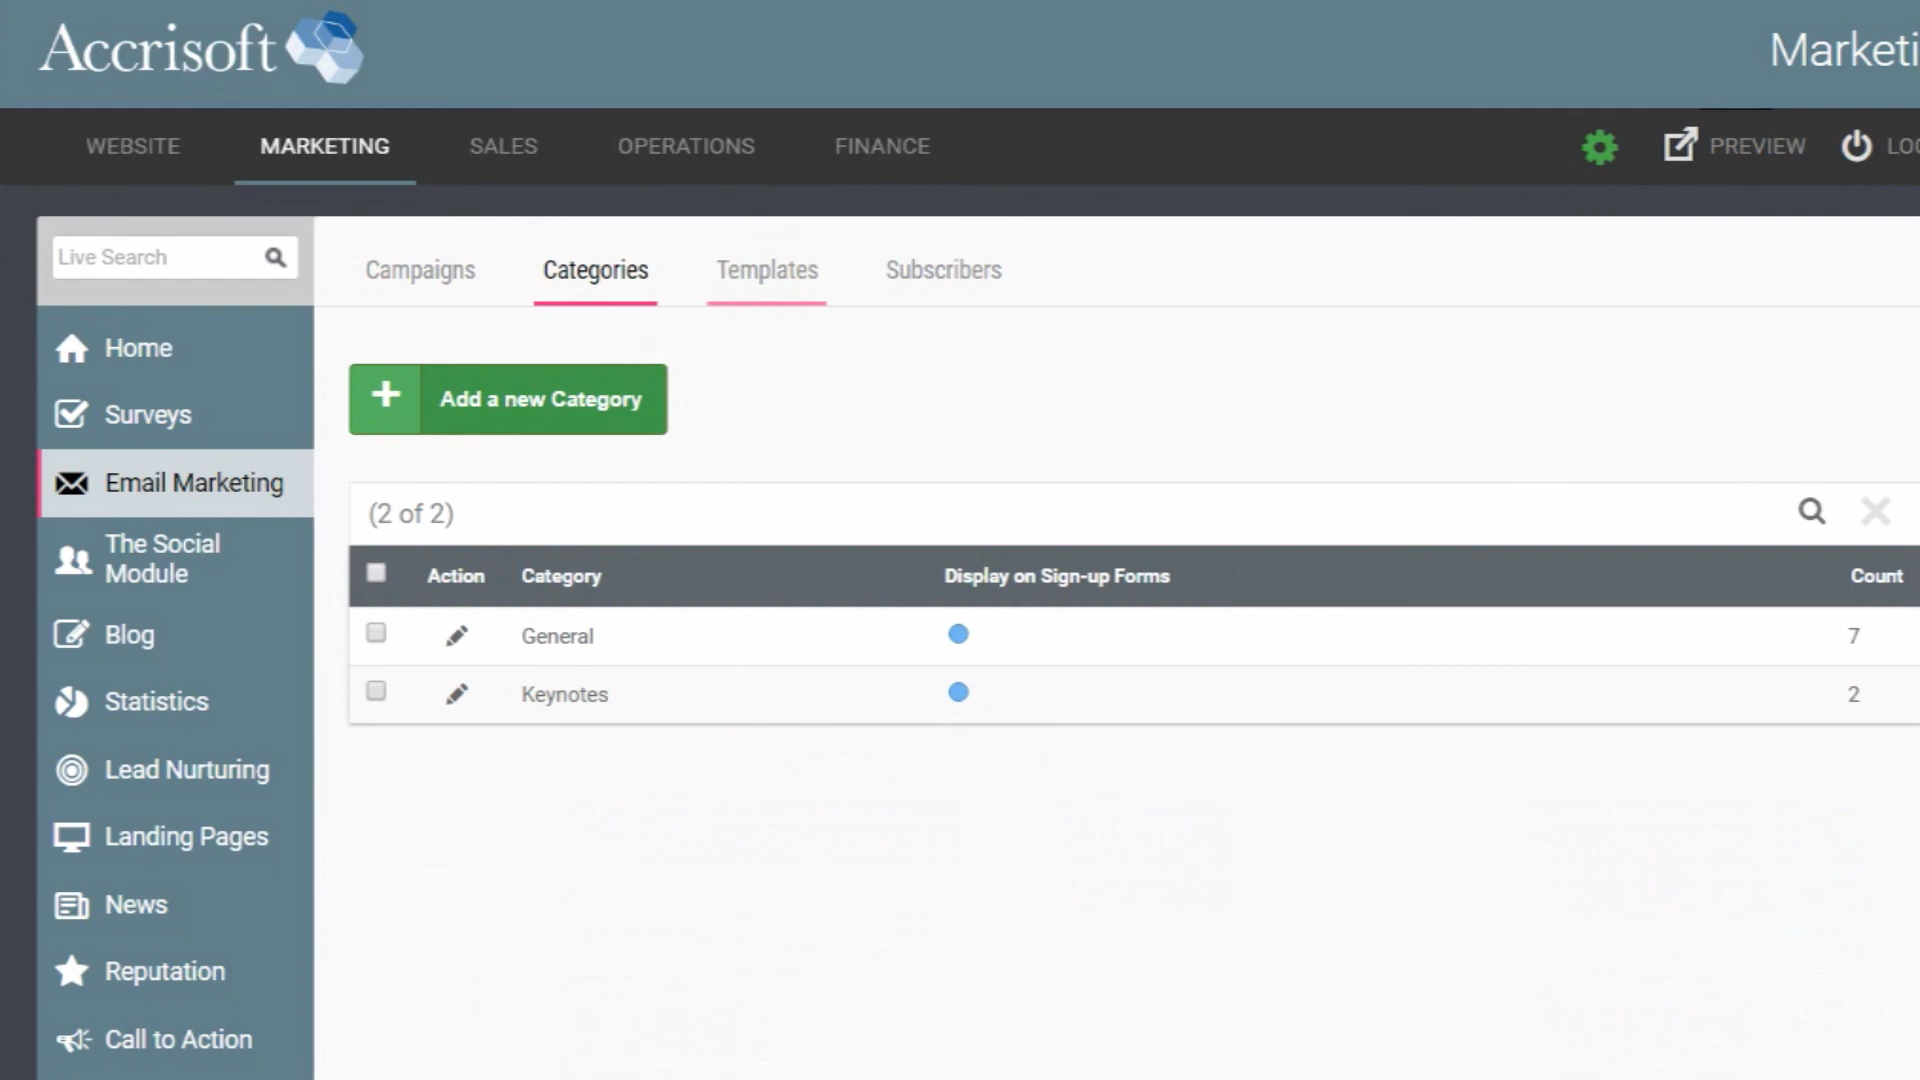 Accrisoft
Marketi
WEBSITE MARKETING SALES OPERATIONS FINANCE PREVIEW LOG
Live Search
Campaigns Categories Templates Subscribers
Home
Surveys
Email Marketing
The Social
Module
Blog
Statistics
Lead Nurturing
Landing Pages
News
Reputation
Call to Action
Add a new Category
(2 of 2)
Action Category Display on Sign-up Forms Count
General 7
Keynotes 2